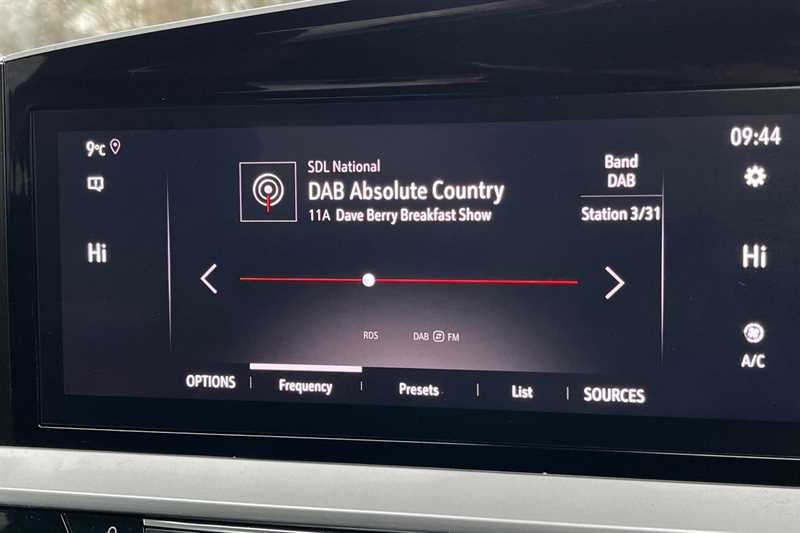 9°C
09:44
SDL National
DAB Absolute Country
11A Dave Berry Breakfast Show
Band
DAB
Station 3/31
Hi
Hi
RDS
DAB FM
A/C
OPTIONS
Frequency
Presets
List
SOURCES